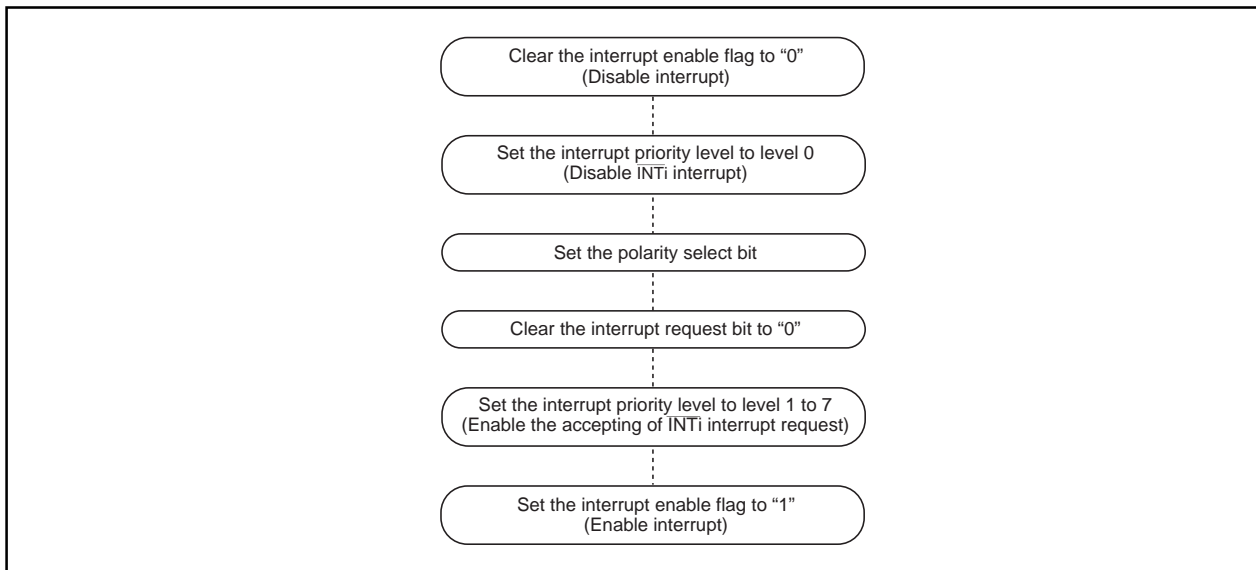 Clear the interrupt enable flag to “0”
(Disable interrupt)
Set the interrupt priority level to level 0
(Disable I̅N̅T̅i̅ interrupt)
Set the polarity select bit
Clear the interrupt request bit to “0”
Set the interrupt priority level to level 1 to 7
(Enable the accepting of I̅N̅T̅i̅ interrupt request)
Set the interrupt enable flag to “1”
(Enable interrupt)